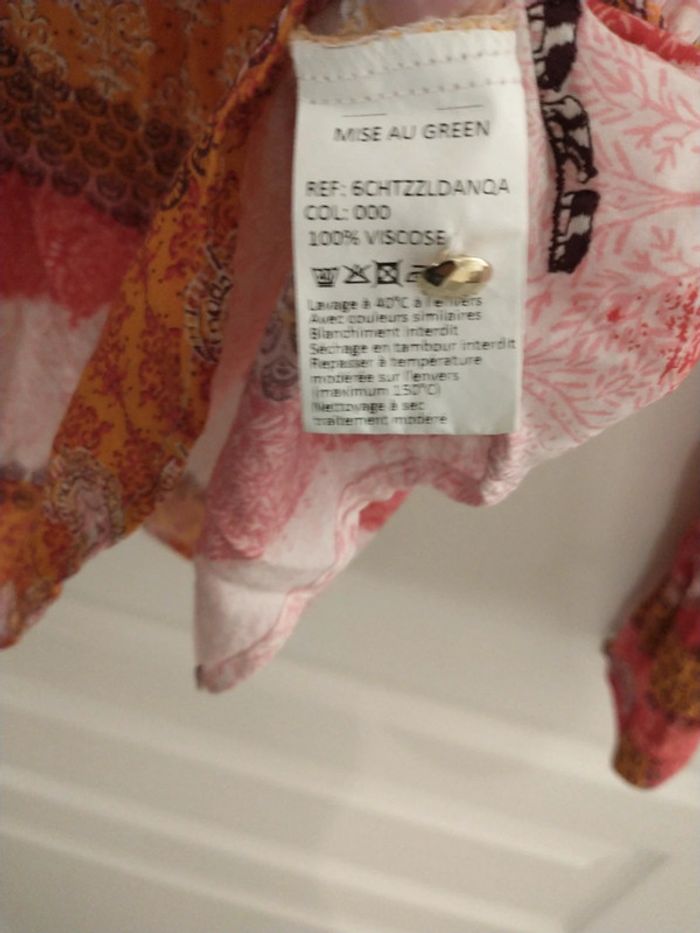 MISE AU GREEN
REF: 6CHTZZLDANQA
COL: 000
100% VISCOSE
Lavage à 40°C à l'envers
Avec couleurs similaires
Blanchiment interdit
Séchage en tambour interdit
Repasser à température
modérée sur l'envers
(maximum 150°C)
Nettoyage à sec
traitement modéré